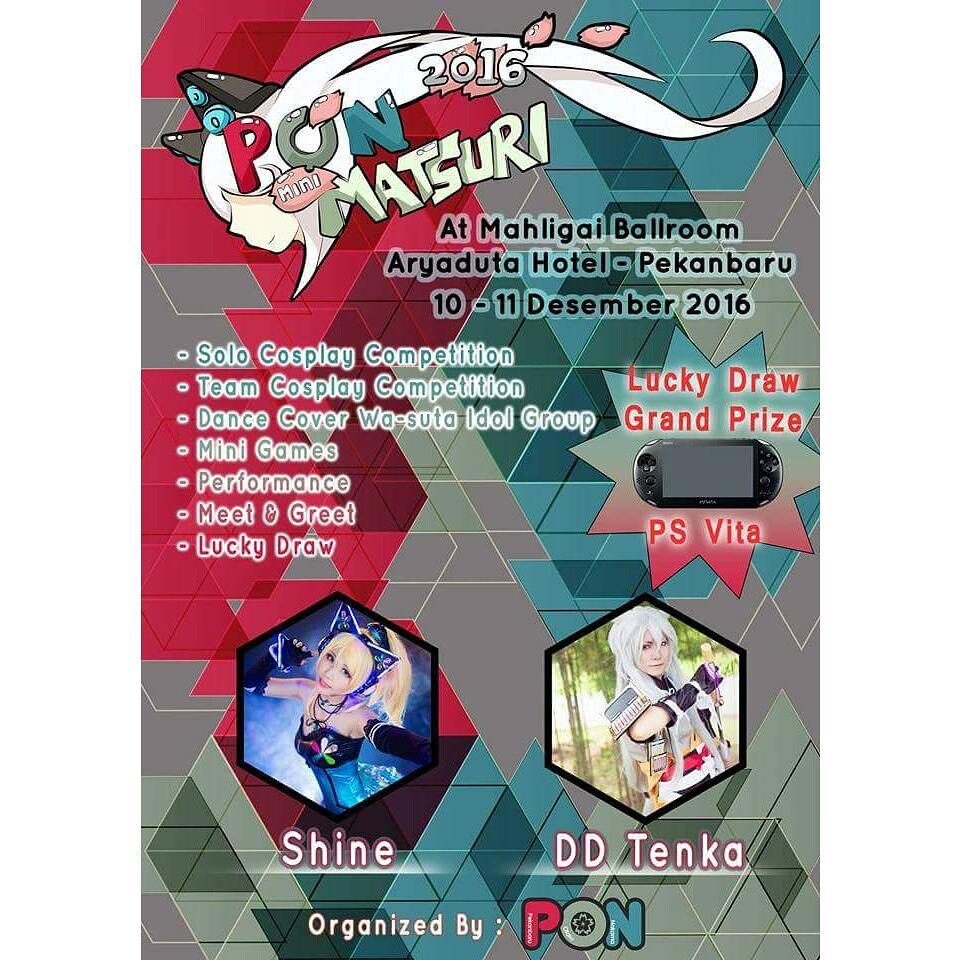 2016
PON
MINI
MATSURI
At Mahligai Ballroom
Aryaduta Hotel - Pekanbaru
10 - 11 Desember 2016
- Solo Cosplay Competition
- Team Cosplay Competition
- Dance Cover Wa-suta Idol Group
- Mini Games
- Performance
- Meet & Greet
- Lucky Draw
Lucky Draw
Grand Prize
PS Vita
Shine
DD Tenka
Organized By :
PON
Pekanbaru